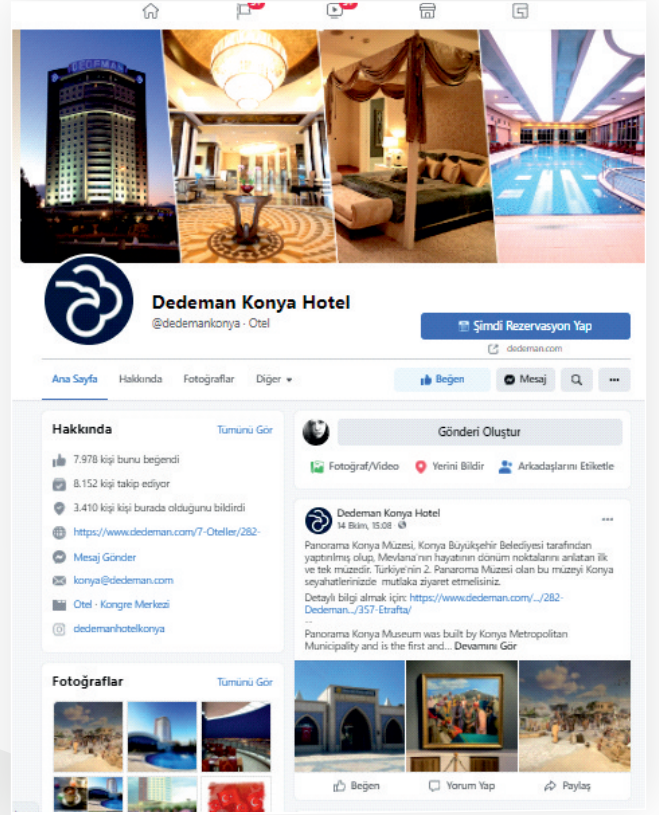 DEDEMAN
Dedeman Konya Hotel
@dedemankonya · Otel
Şimdi Rezervasyon Yap
dedeman.com
Ana Sayfa
Hakkında
Fotoğraflar
Diğer
Beğen
Mesaj
Hakkında
Tümünü Gör
7.978 kişi bunu beğendi
8.152 kişi takip ediyor
3.410 kişi kişi burada olduğunu bildirdi
https://www.dedeman.com/7-Oteller/282-
Mesaj Gönder
konya@dedeman.com
Otel · Kongre Merkezi
dedemanhotelkonya
Fotoğraflar
Tümünü Gör
Gönderi Oluştur
Fotoğraf/Video
Yerini Bildir
Arkadaşlarını Etiketle
Dedeman Konya Hotel
14 Ekim, 15.08 ·
Panorama Konya Müzesi, Konya Büyükşehir Belediyesi tarafından
yaptırılmış olup, Mevlana'nın hayatının dönüm noktalarını anlatan ilk
ve tek müzedir. Türkiye'nin 2. Panaroma Müzesi olan bu müzeyi Konya
seyahatlerinizde mutlaka ziyaret etmelisiniz.
Detaylı bilgi almak için: https://www.dedeman.com/.../282-
Dedeman.../357-Etrafta/
..
Panorama Konya Museum was built by Konya Metropolitan
Municipality and is the first and... Devamını Gör
Beğen
Yorum Yap
Paylaş